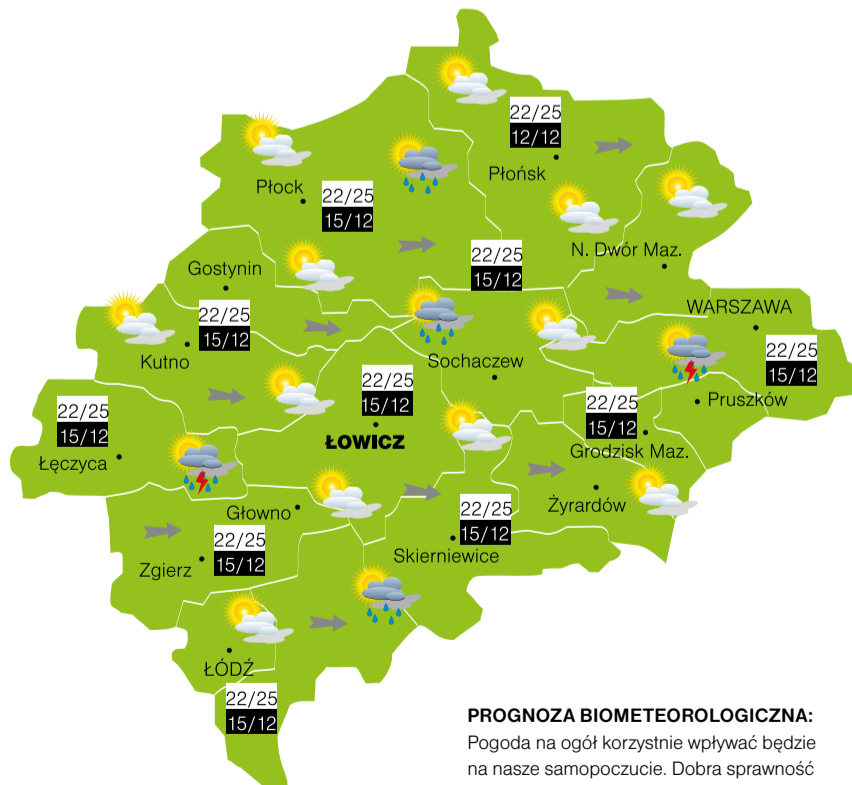 22/25
12/12
Płońsk
Płock
22/25
15/12
N. Dwór Maz.
22/25
15/12
Gostynin
WARSZAWA
22/25
15/12
Kutno
22/25
15/12
Sochaczew
22/25
15/12
Pruszków
22/25
15/12
ŁOWICZ
22/25
15/12
Grodzisk Maz.
22/25
15/12
Łęczyca
Żyrardów
Głowno
22/25
15/12
Skierniewice
22/25
15/12
Zgierz
ŁÓDŹ
22/25
15/12
PROGNOZA BIOMETEOROLOGICZNA:
Pogoda na ogół korzystnie wpływać będzie
na nasze samopoczucie. Dobra sprawność